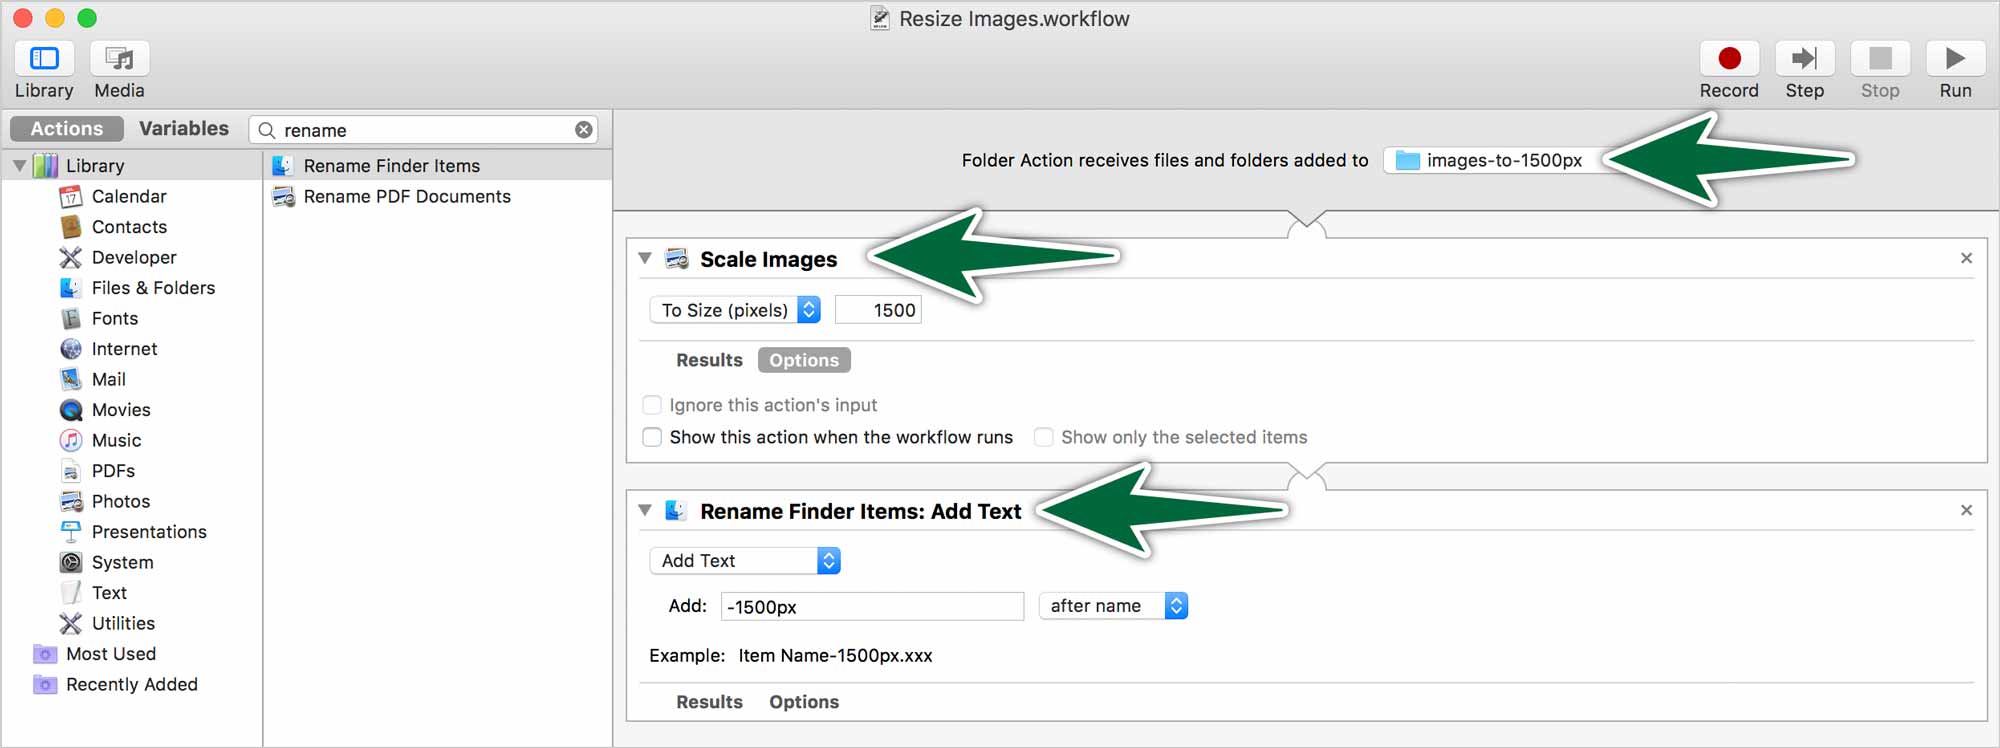 Resize Images.workflow
Library
Media
Record
Step
Stop
Run
Actions
Variables
rename
Library
Calendar
Contacts
Developer
Files & Folders
Fonts
Internet
Mail
Movies
Music
PDFs
Photos
Presentations
System
Text
Utilities
Most Used
Recently Added
Rename Finder Items
Rename PDF Documents
Folder Action receives files and folders added to images-to-1500px
Scale Images
To Size (pixels) 1500
Results Options
Ignore this action's input
Show this action when the workflow runs Show only the selected items
Rename Finder Items: Add Text
Add Text
Add: -1500px after name
Example: Item Name-1500px.xxx
Results Options